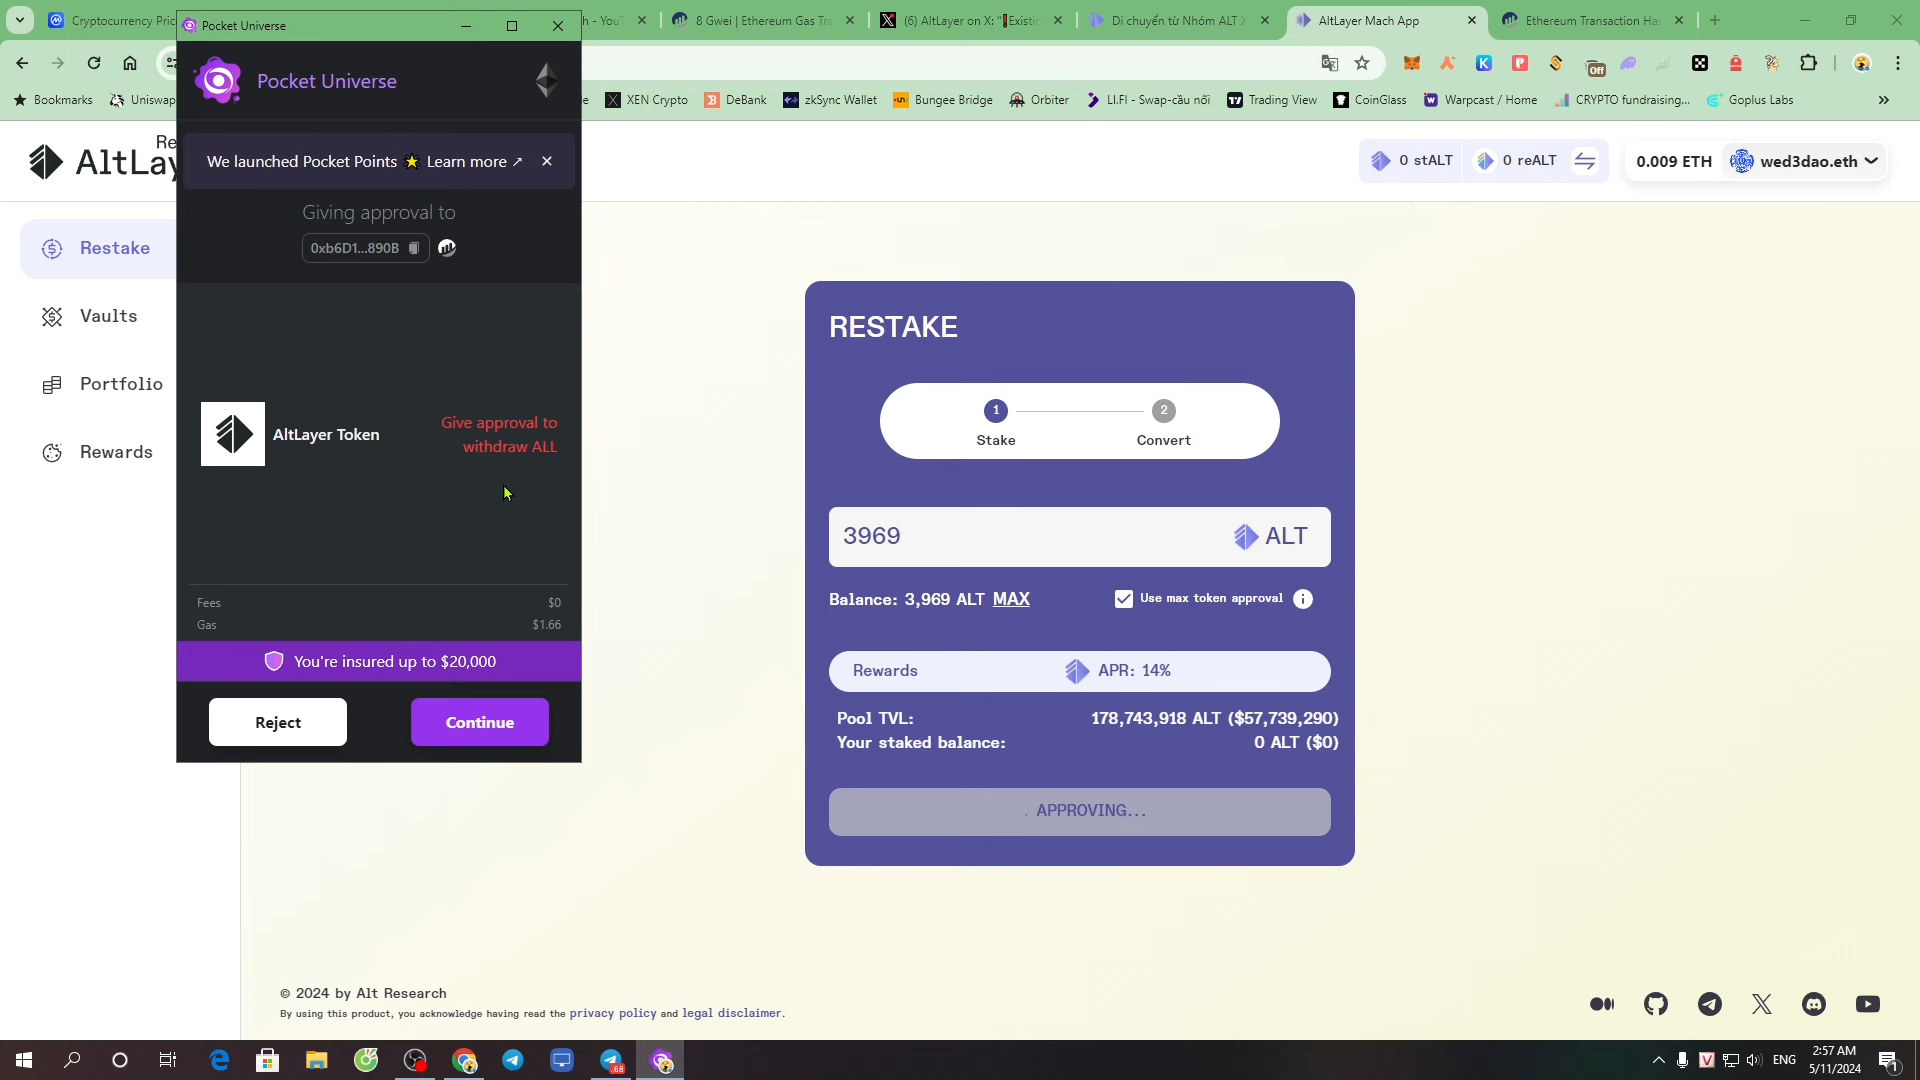 Cryptocurrency Pric
h - YouT
8 Gwei | Ethereum Gas Tra
(6) AltLayer on X: "❗Existin
Di chuyển từ Nhóm ALT X
AltLayer Mach App
Ethereum Transaction Has
Pocket Universe
Bookmarks
Uniswap
XEN Crypto
DeBank
zkSync Wallet
Bungee Bridge
Orbiter
LI.FI - Swap-cầu nối
Trading View
CoinGlass
Warpcast / Home
CRYPTO fundraising...
Goplus Labs
Off
Pocket Universe
We launched Pocket Points ⭐ Learn more ↗
Giving approval to
0xb6D1...890B
AltLayer Token
Give approval to
withdraw ALL
Fees
$0
Gas
$1.66
You're insured up to $20,000
Reject
Continue
Re
AltLay
0 stALT
0 reALT
0.009 ETH
wed3dao.eth
Restake
Vaults
Portfolio
Rewards
RESTAKE
1
2
Stake
Convert
3969
ALT
Balance: 3,969 ALT MAX
Use max token approval
Rewards
APR: 14%
Pool TVL:
178,743,918 ALT ($57,739,290)
Your staked balance:
0 ALT ($0)
APPROVING...
© 2024 by Alt Research
By using this product, you acknowledge having read the privacy policy and legal disclaimer.
.68
V
ENG
2:57 AM
5/11/2024
1